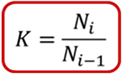 K = N_i / N_{i-1}